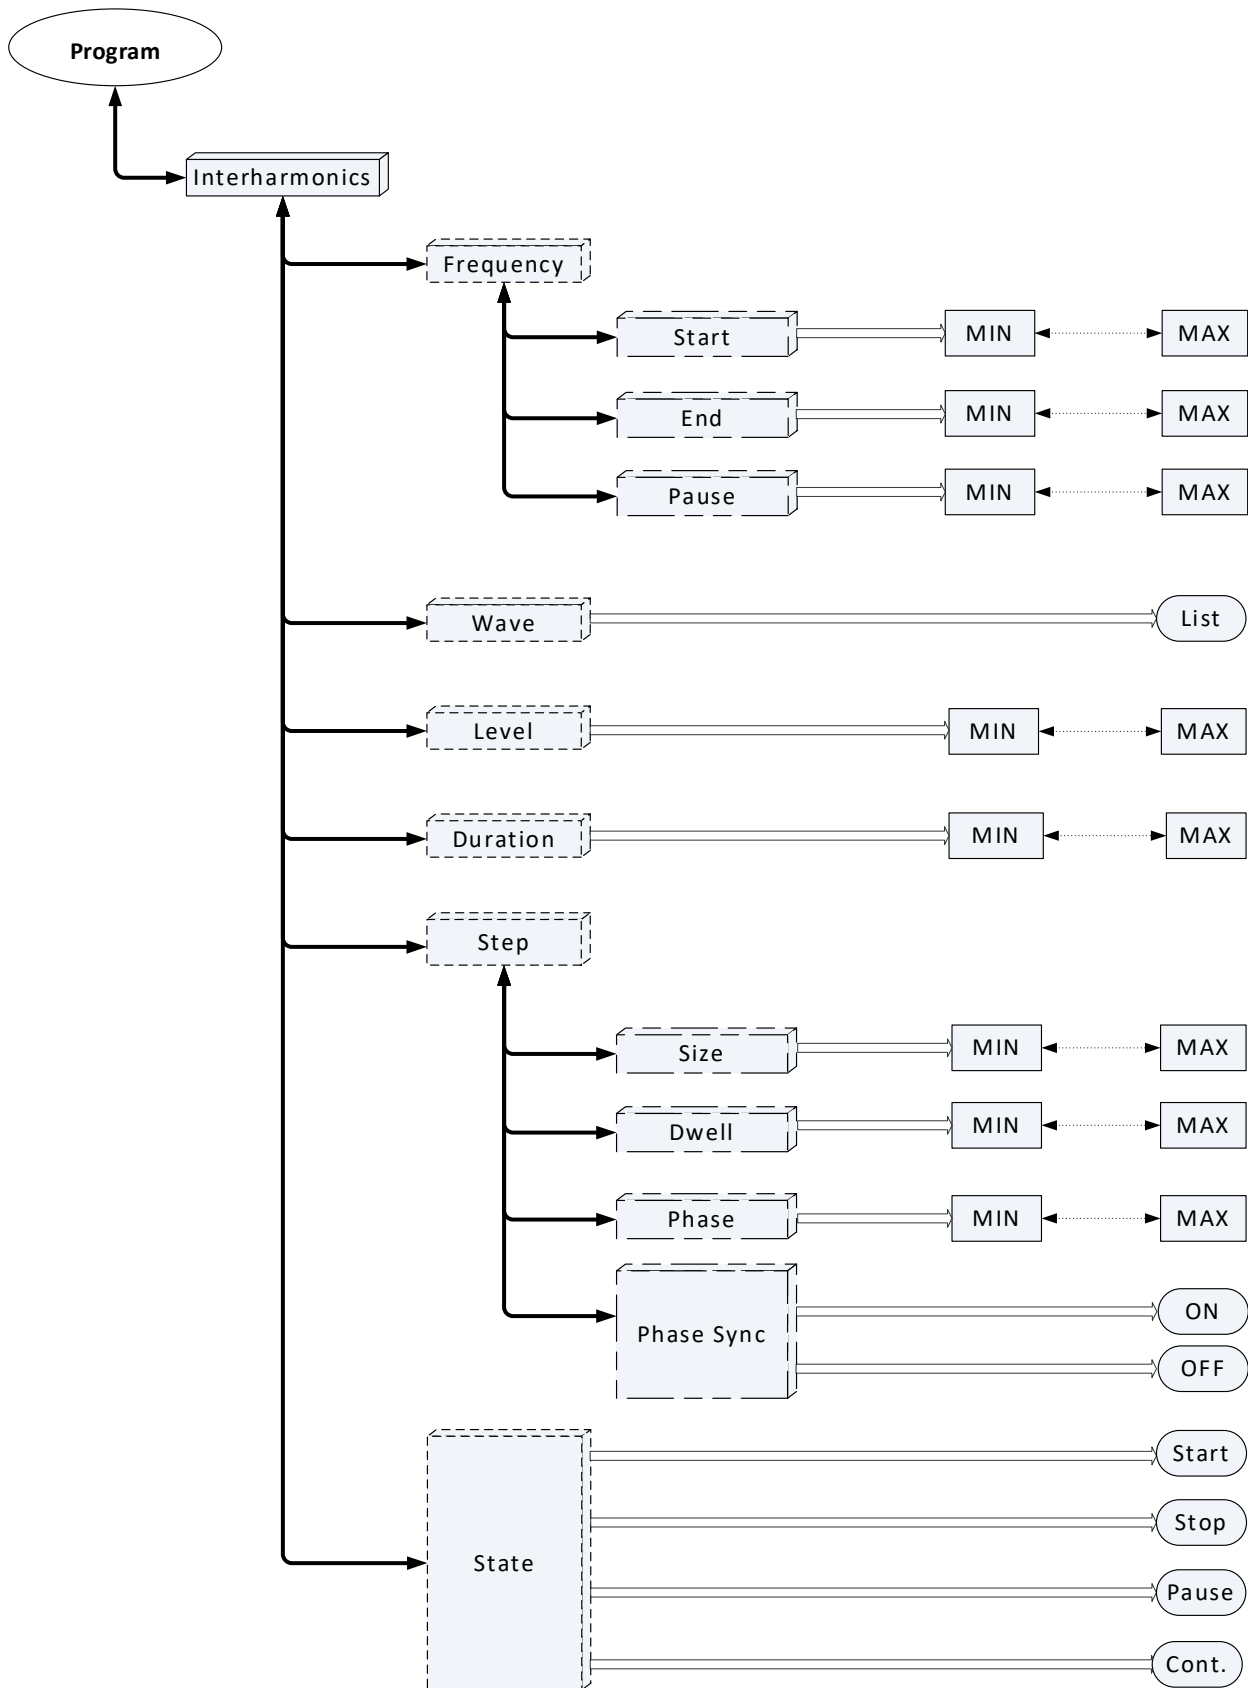 Program
Interharmonics
Frequency
Start MIN MAX
End MIN MAX
Pause MIN MAX
Wave List
Level MIN MAX
Duration MIN MAX
Step
Size MIN MAX
Dwell MIN MAX
Phase MIN MAX
Phase Sync
ON
OFF
State
Start
Stop
Pause
Cont.